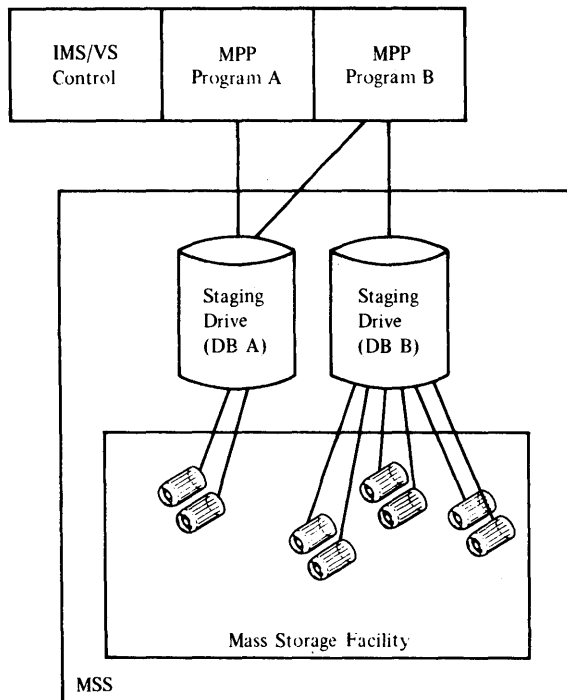 IMS/VS
Control
MPP
Program A
MPP
Program B
Staging
Drive
(DB A)
Staging
Drive
(DB B)
Mass Storage Facility
MSS